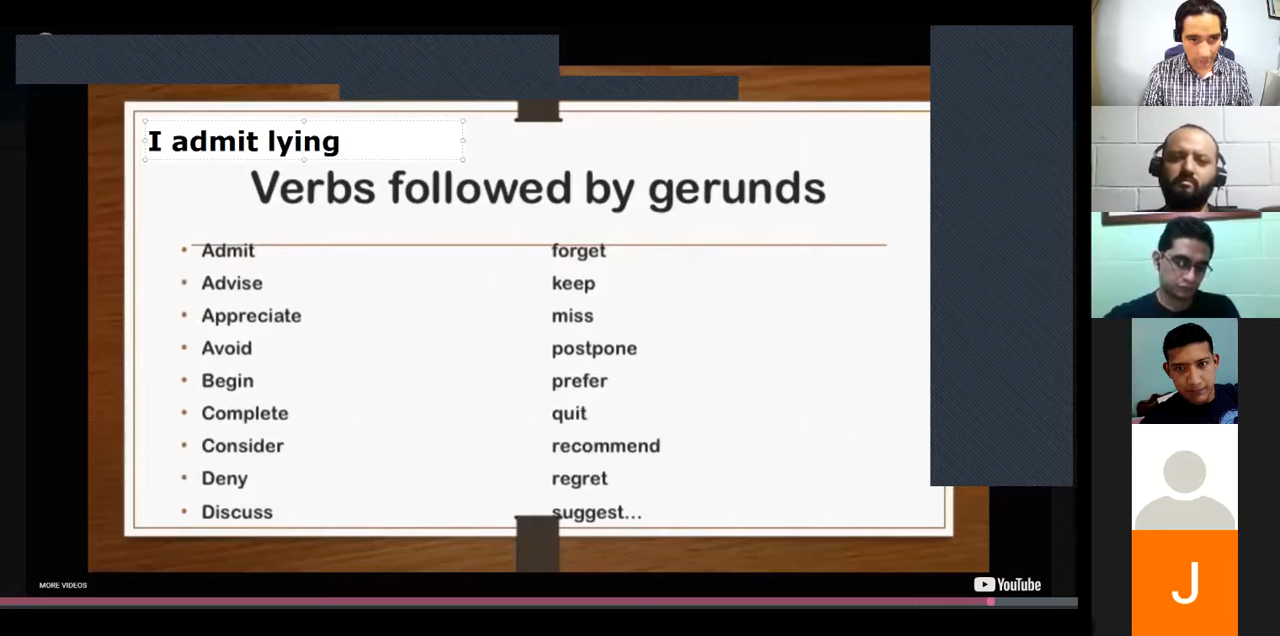 I admit lying
Verbs followed by gerunds
• Admit
• Advise
• Appreciate
• Avoid
• Begin
• Complete
• Consider
• Deny
• Discuss
forget
keep
miss
postpone
prefer
quit
recommend
regret
suggest...
MORE VIDEOS
YouTube
J